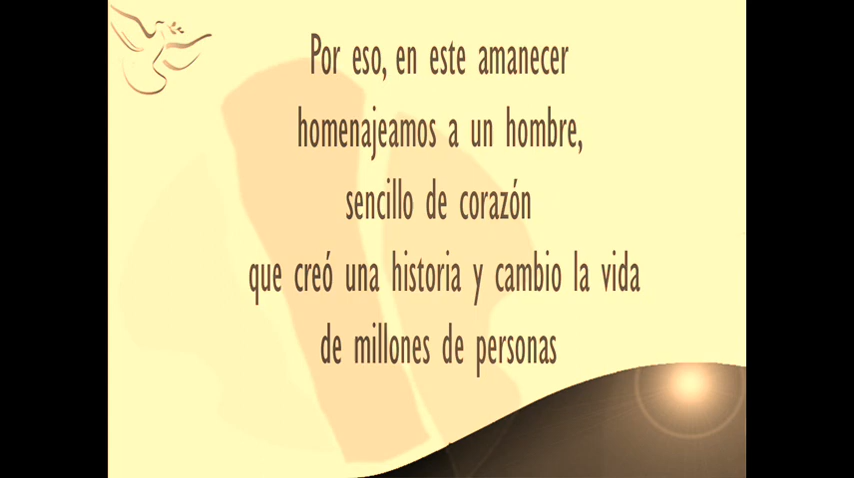 Por eso, en este amanecer
homenajeamos a un hombre,
sencillo de corazón
que creó una historia y cambio la vida
de millones de personas